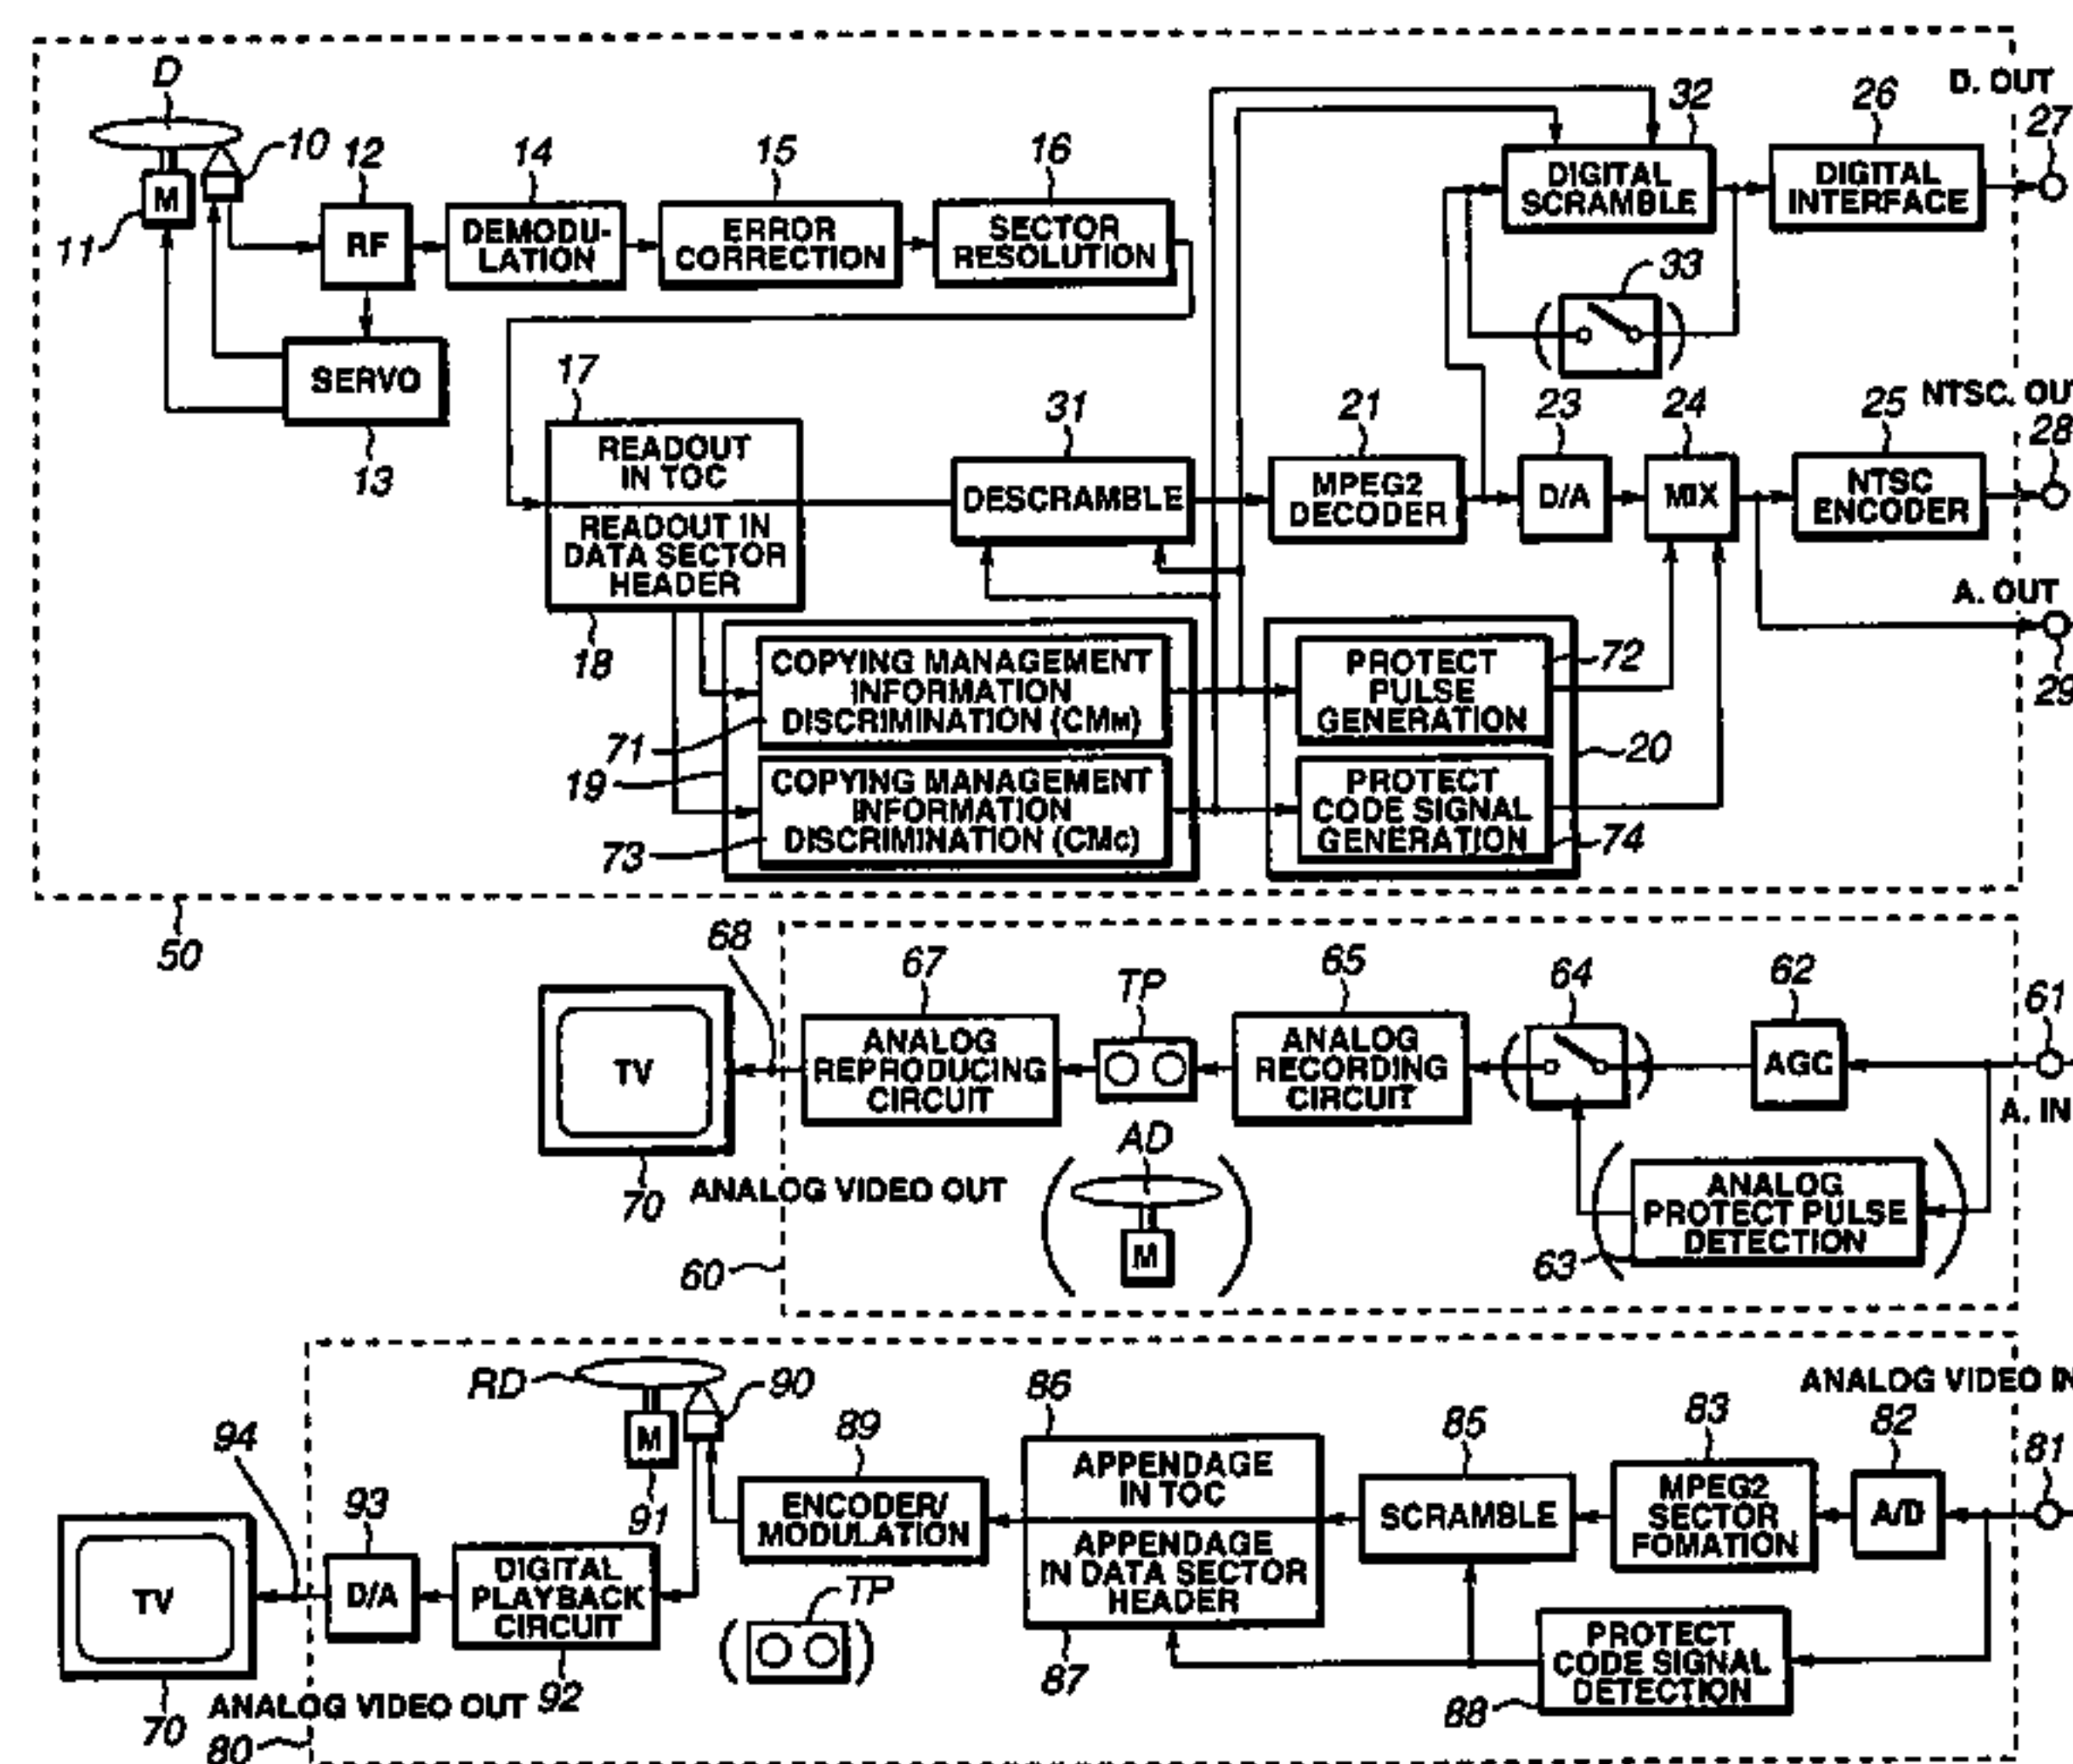 D. OUT
D
32
26
27
10
12
14
15
16
DIGITAL
SCRAMBLE
DIGITAL
INTERFACE
M
11
RF
DEMODU-
LATION
ERROR
CORRECTION
SECTOR
RESOLUTION
33
SERVO
13
17
31
21
23
24
25
NTSC. OU
28
READOUT
IN TOC
READOUT IN
DATA SECTOR
HEADER
18
DESCRAMBLE
MPEG2
DECODER
D/A
MIX
NTSC
ENCODER
A. OUT
29
COPYING MANAGEMENT
INFORMATION
DISCRIMINATION (CMM)
71
19
COPYING MANAGEMENT
INFORMATION
DISCRIMINATION (CMC)
73
PROTECT
PULSE
GENERATION
72
20
PROTECT
CODE SIGNAL
GENERATION
74
50
68
67
TP
65
64
62
61
TV
70
ANALOG
REPRODUCING
CIRCUIT
ANALOG
RECORDING
CIRCUIT
AGC
A. IN
AD
M
ANALOG VIDEO OUT
60
ANALOG
PROTECT PULSE
DETECTION
63
RD
90
M
91
86
ANALOG VIDEO IN
94
93
89
85
83
82
81
APPENDAGE
IN TOC
APPENDAGE
IN DATA SECTOR
HEADER
87
ENCODER/
MODULATION
SCRAMBLE
MPEG2
SECTOR
FOMATION
A/D
TV
70
D/A
DIGITAL
PLAYBACK
CIRCUIT
92
TP
PROTECT
CODE SIGNAL
DETECTION
88
ANALOG VIDEO OUT
80